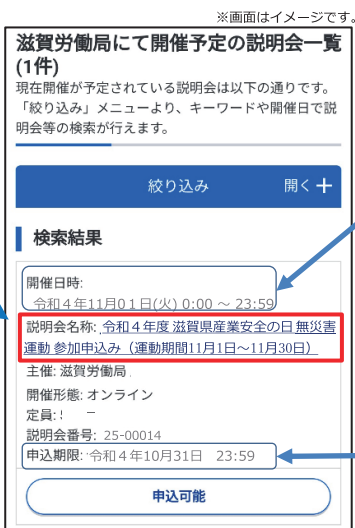 ※画面はイメージです。
滋賀労働局にて開催予定の説明会一覧
(1件)
現在開催が予定されている説明会は以下の通りです。
「絞り込み」メニューより、キーワードや開催日で説
明会等の検索が行えます。
絞り込み 開く＋
検索結果
開催日時:
令和４年11月０１日(火) 0:00 ～ 23:59
説明会名称: 令和４年度 滋賀県産業安全の日 無災害
運動 参加申込み（運動期間11月1日～11月30日）
主催: 滋賀労働局
開催形態: オンライン
定員:
説明会番号: 25-00014
申込期限: 令和４年10月31日 23:59
申込可能